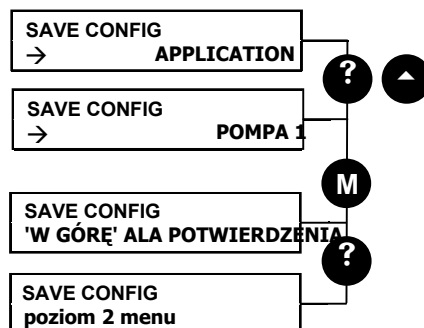 SAVE CONFIG
→ APPLICATION
?
SAVE CONFIG
→ POMPA 1
M
SAVE CONFIG
'W GÓRĘ' ALA POTWIERDZENIA
?
SAVE CONFIG
poziom 2 menu